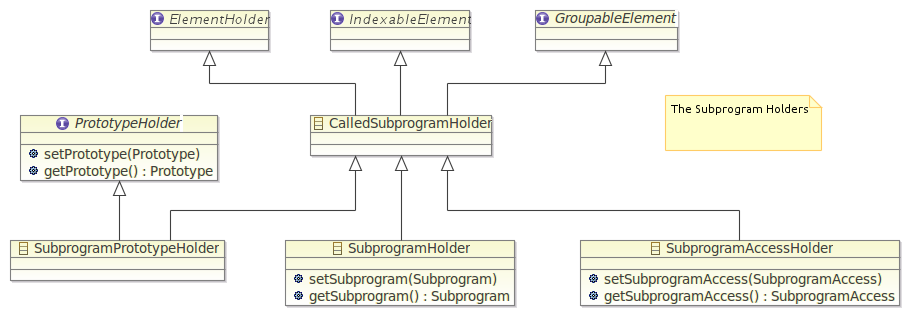 ElementHolder
IndexableElement
GroupableElement
PrototypeHolder
setPrototype(Prototype)
getPrototype() : Prototype
CalledSubprogramHolder
The Subprogram Holders
SubprogramPrototypeHolder
SubprogramHolder
setSubprogram(Subprogram)
getSubprogram() : Subprogram
SubprogramAccessHolder
setSubprogramAccess(SubprogramAccess)
getSubprogramAccess() : SubprogramAccess